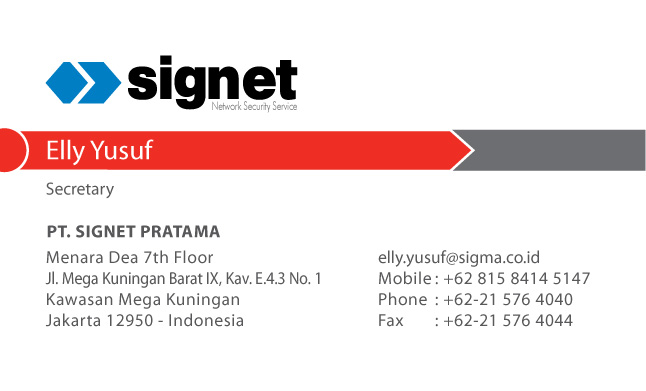 signet
Network Security Service
Elly Yusuf
Secretary
PT. SIGNET PRATAMA
Menara Dea 7th Floor
Jl. Mega Kuningan Barat IX, Kav. E.4.3 No. 1
Kawasan Mega Kuningan
Jakarta 12950 - Indonesia
elly.yusuf@sigma.co.id
Mobile : +62 815 8414 5147
Phone : +62-21 576 4040
Fax : +62-21 576 4044